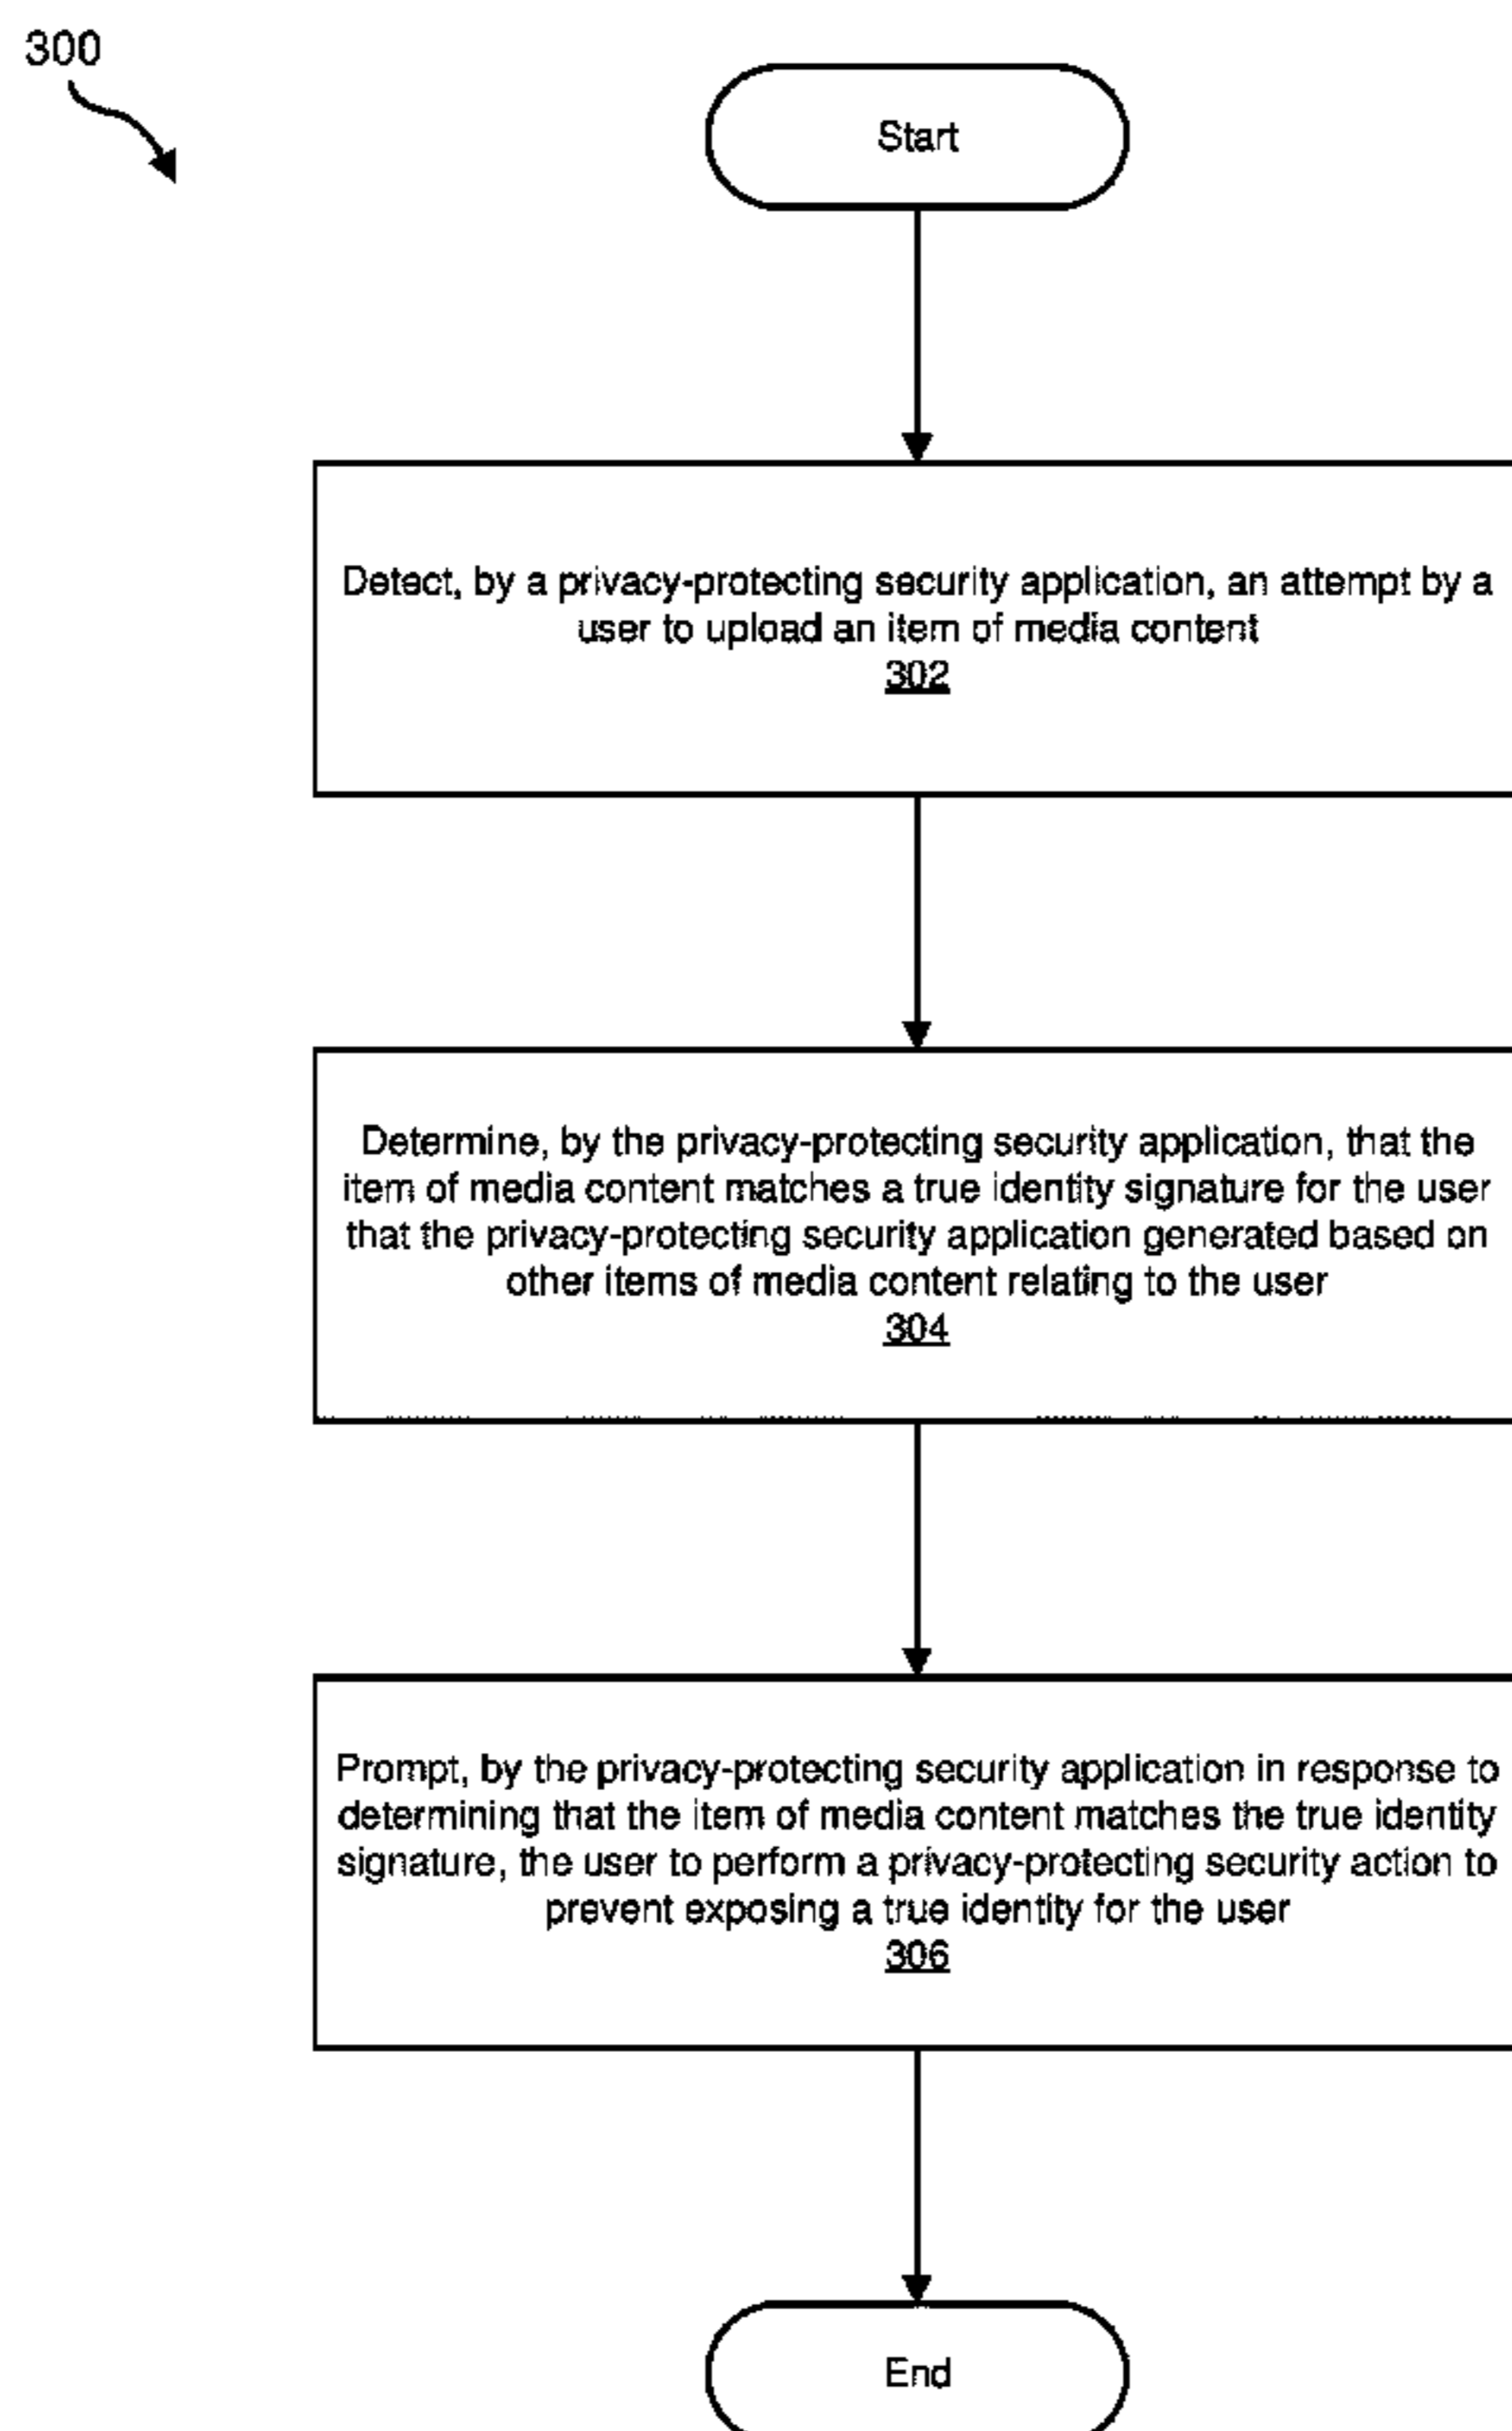 300
Start
Detect, by a privacy-protecting security application, an attempt by a
user to upload an item of media content
302
Determine, by the privacy-protecting security application, that the
item of media content matches a true identity signature for the user
that the privacy-protecting security application generated based on
other items of media content relating to the user
304
Prompt, by the privacy-protecting security application in response to
determining that the item of media content matches the true identity
signature, the user to perform a privacy-protecting security action to
prevent exposing a true identity for the user
306
End